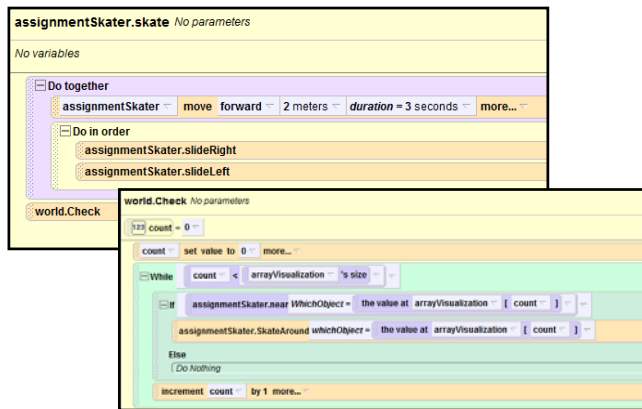 assignmentSkater.skate No parameters
No variables
Do together
assignmentSkater move forward 2 meters duration = 3 seconds more...
Do in order
assignmentSkater.slideRight
assignmentSkater.slideLeft
world.Check
world.Check No parameters
123 count = 0
count set value to 0 more...
While count < arrayVisualization 's size
If assignmentSkater.near WhichObject = the value at arrayVisualization [ count ]
assignmentSkater.SkateAround whichObject = the value at arrayVisualization [ count ]
Else
Do Nothing
increment count by 1 more...